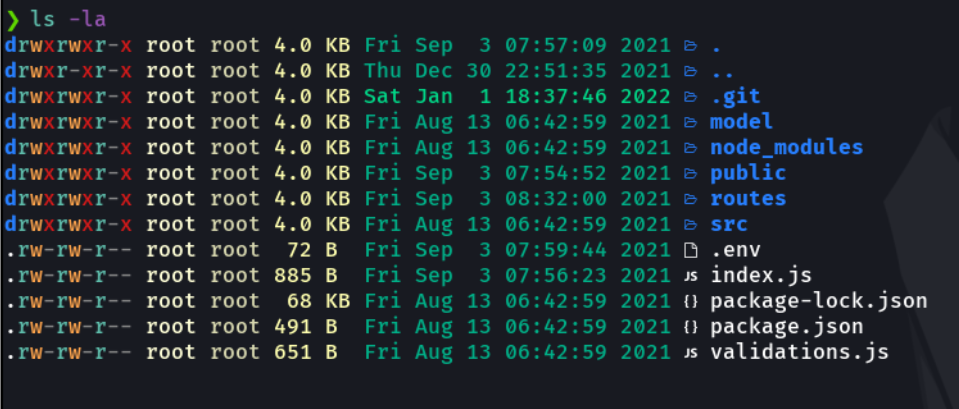 ❯ ls -la
drwxrwxr-x root root 4.0 KB Fri Sep  3 07:57:09 2021 .
drwxr-xr-x root root 4.0 KB Thu Dec 30 22:51:35 2021 ..
drwxrwxr-x root root 4.0 KB Sat Jan  1 18:37:46 2022 .git
drwxrwxr-x root root 4.0 KB Fri Aug 13 06:42:59 2021 model
drwxrwxr-x root root 4.0 KB Fri Aug 13 06:42:59 2021 node_modules
drwxrwxr-x root root 4.0 KB Fri Sep  3 07:54:52 2021 public
drwxrwxr-x root root 4.0 KB Fri Sep  3 08:32:00 2021 routes
drwxrwxr-x root root 4.0 KB Fri Aug 13 06:42:59 2021 src
.rw-rw-r-- root root  72 B  Fri Sep  3 07:59:44 2021 .env
.rw-rw-r-- root root 885 B  Fri Sep  3 07:56:23 2021 JS index.js
.rw-rw-r-- root root  68 KB Fri Aug 13 06:42:59 2021 {} package-lock.json
.rw-rw-r-- root root 491 B  Fri Aug 13 06:42:59 2021 {} package.json
.rw-rw-r-- root root 651 B  Fri Aug 13 06:42:59 2021 JS validations.js